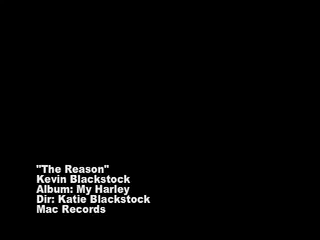 "The Reason"
Kevin Blackstock
Album: My Harley
Dir: Katie Blackstock
Mac Records